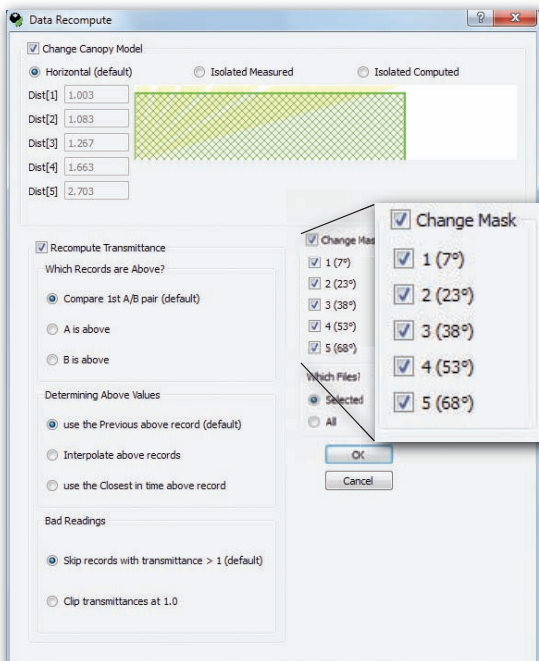 Data Recompute
Change Canopy Model
Horizontal (default) Isolated Measured Isolated Computed
Dist[1] 1.003
Dist[2] 1.083
Dist[3] 1.267
Dist[4] 1.663
Dist[5] 2.703
Recompute Transmittance
Which Records are Above?
Compare 1st A/B pair (default)
A is above
B is above
Determining Above Values
use the Previous above record (default)
Interpolate above records
use the Closest in time above record
Bad Readings
Skip records with transmittance > 1 (default)
Clip transmittances at 1.0
Change Mas
1 (7°)
2 (23°)
3 (38°)
4 (53°)
5 (68°)
Which Files?
Selected
All
OK
Cancel
Change Mask
1 (7°)
2 (23°)
3 (38°)
4 (53°)
5 (68°)